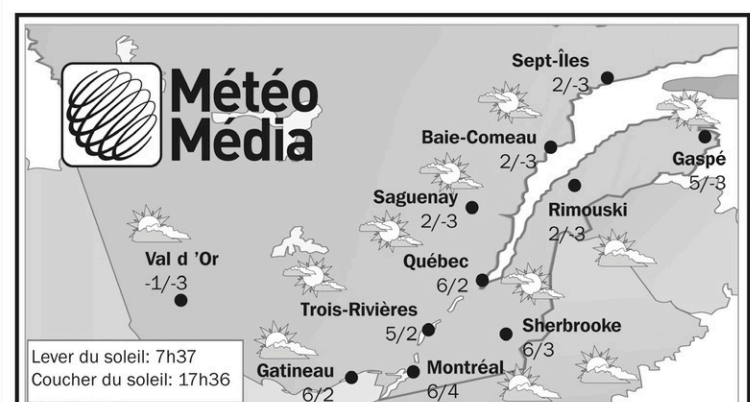 Météo
Média
Sept-Îles
2/-3
Baie-Comeau
2/-3
Gaspé
5/-3
Saguenay
2/-3
Rimouski
2/-3
Val d 'Or
-1/-3
Québec
6/2
Trois-Rivières
5/2
Sherbrooke
6/3
Lever du soleil: 7h37
Coucher du soleil: 17h36
Gatineau
6/2
Montréal
6/4